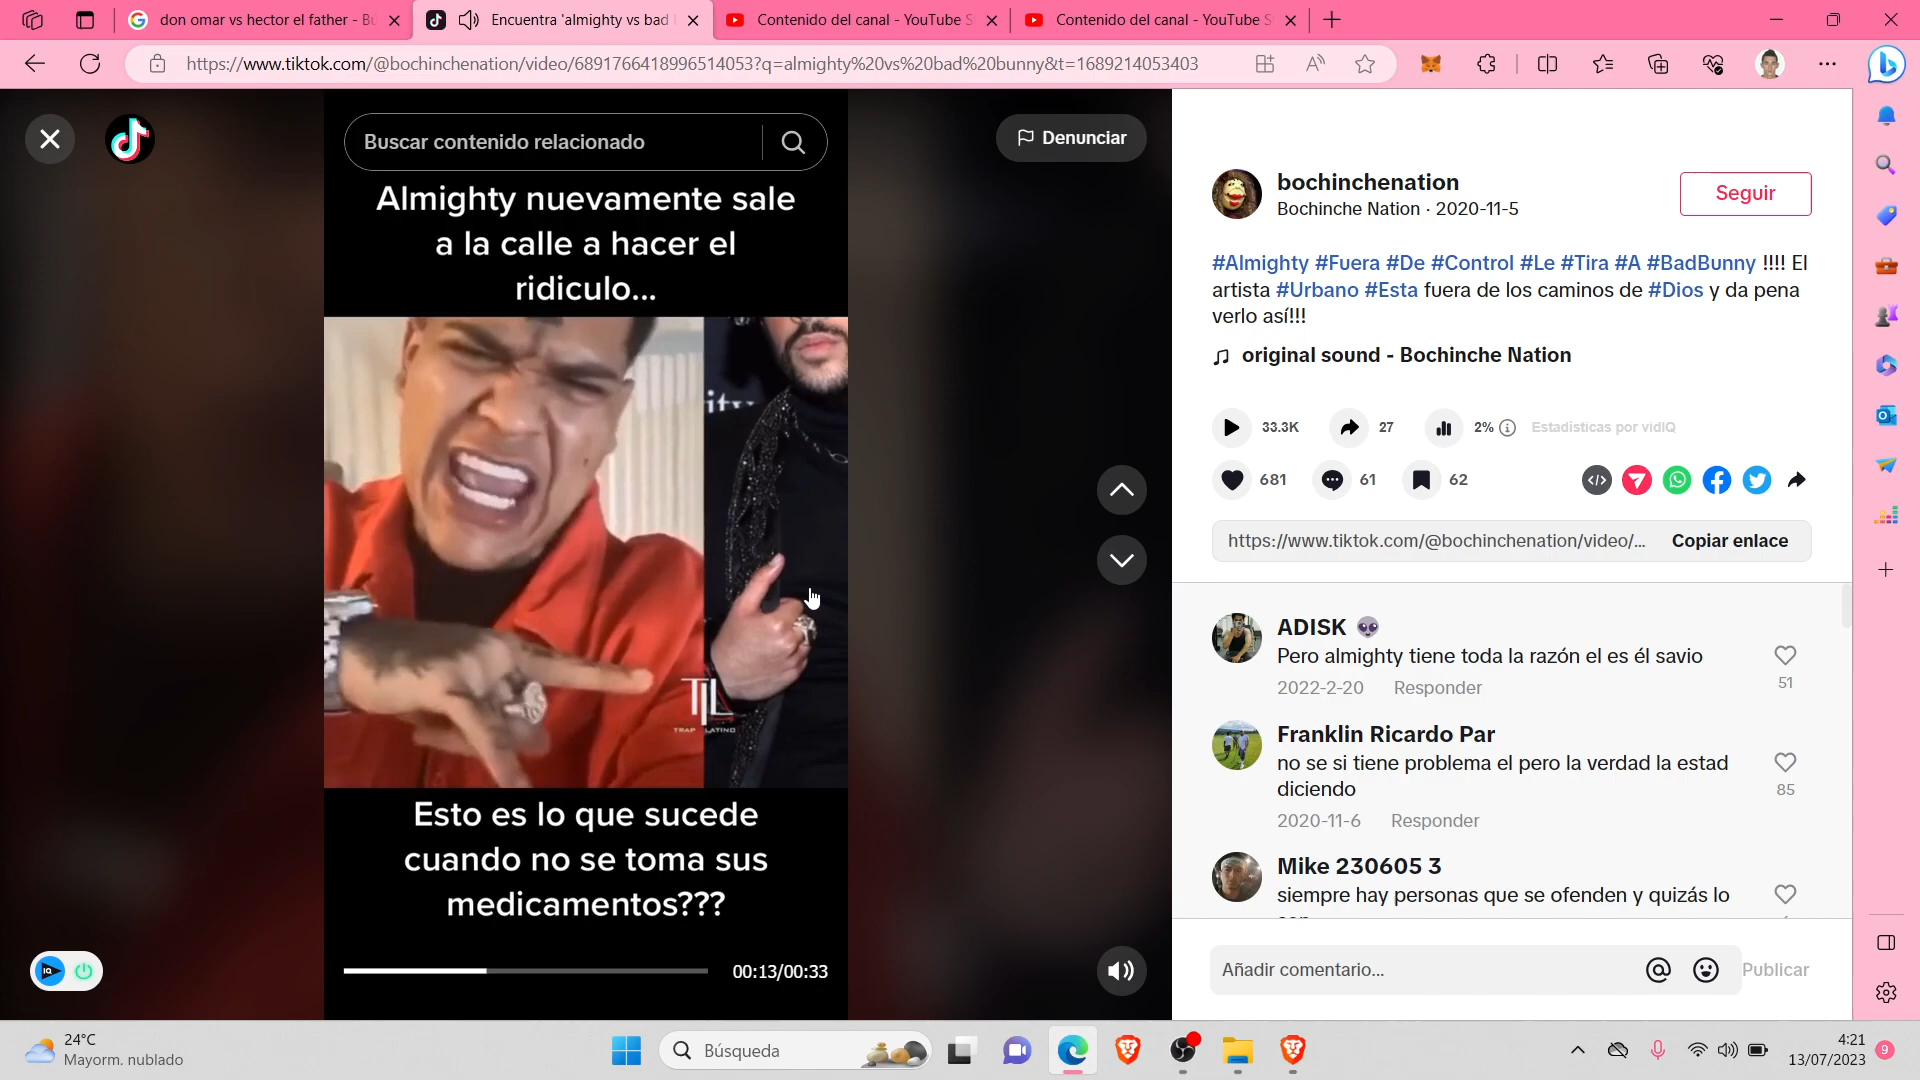 don omar vs hector el father - Bu
Encuentra 'almighty vs bad
Contenido del canal - YouTube S
Contenido del canal - YouTube S
https://www.tiktok.com/@bochinchenation/video/6891766418996514053?q=almighty%20vs%20bad%20bunny&t=1689214053403
Buscar contenido relacionado
Denunciar
Almighty nuevamente sale
a la calle a hacer el
ridiculo...
TJL
TRAP LATINO
Esto es lo que sucede
cuando no se toma sus
medicamentos???
00:13/00:33
IQ
bochinchenation
Bochinche Nation · 2020-11-5
Seguir
#Almighty #Fuera #De #Control #Le #Tira #A #BadBunny !!!! El
artista #Urbano #Esta fuera de los caminos de #Dios y da pena
verlo así!!!
original sound - Bochinche Nation
33.3K 27 2% Estadísticas por vidIQ
681 61 62
https://www.tiktok.com/@bochinchenation/video/... Copiar enlace
ADISK 👽
Pero almighty tiene toda la razón el es él savio
51
2022-2-20 Responder
Franklin Ricardo Par
no se si tiene problema el pero la verdad la estad
diciendo
85
2020-11-6 Responder
Mike 230605 3
siempre hay personas que se ofenden y quizás lo
Añadir comentario... Publicar
24°C
Mayorm. nublado
Búsqueda
4:21
13/07/2023
9